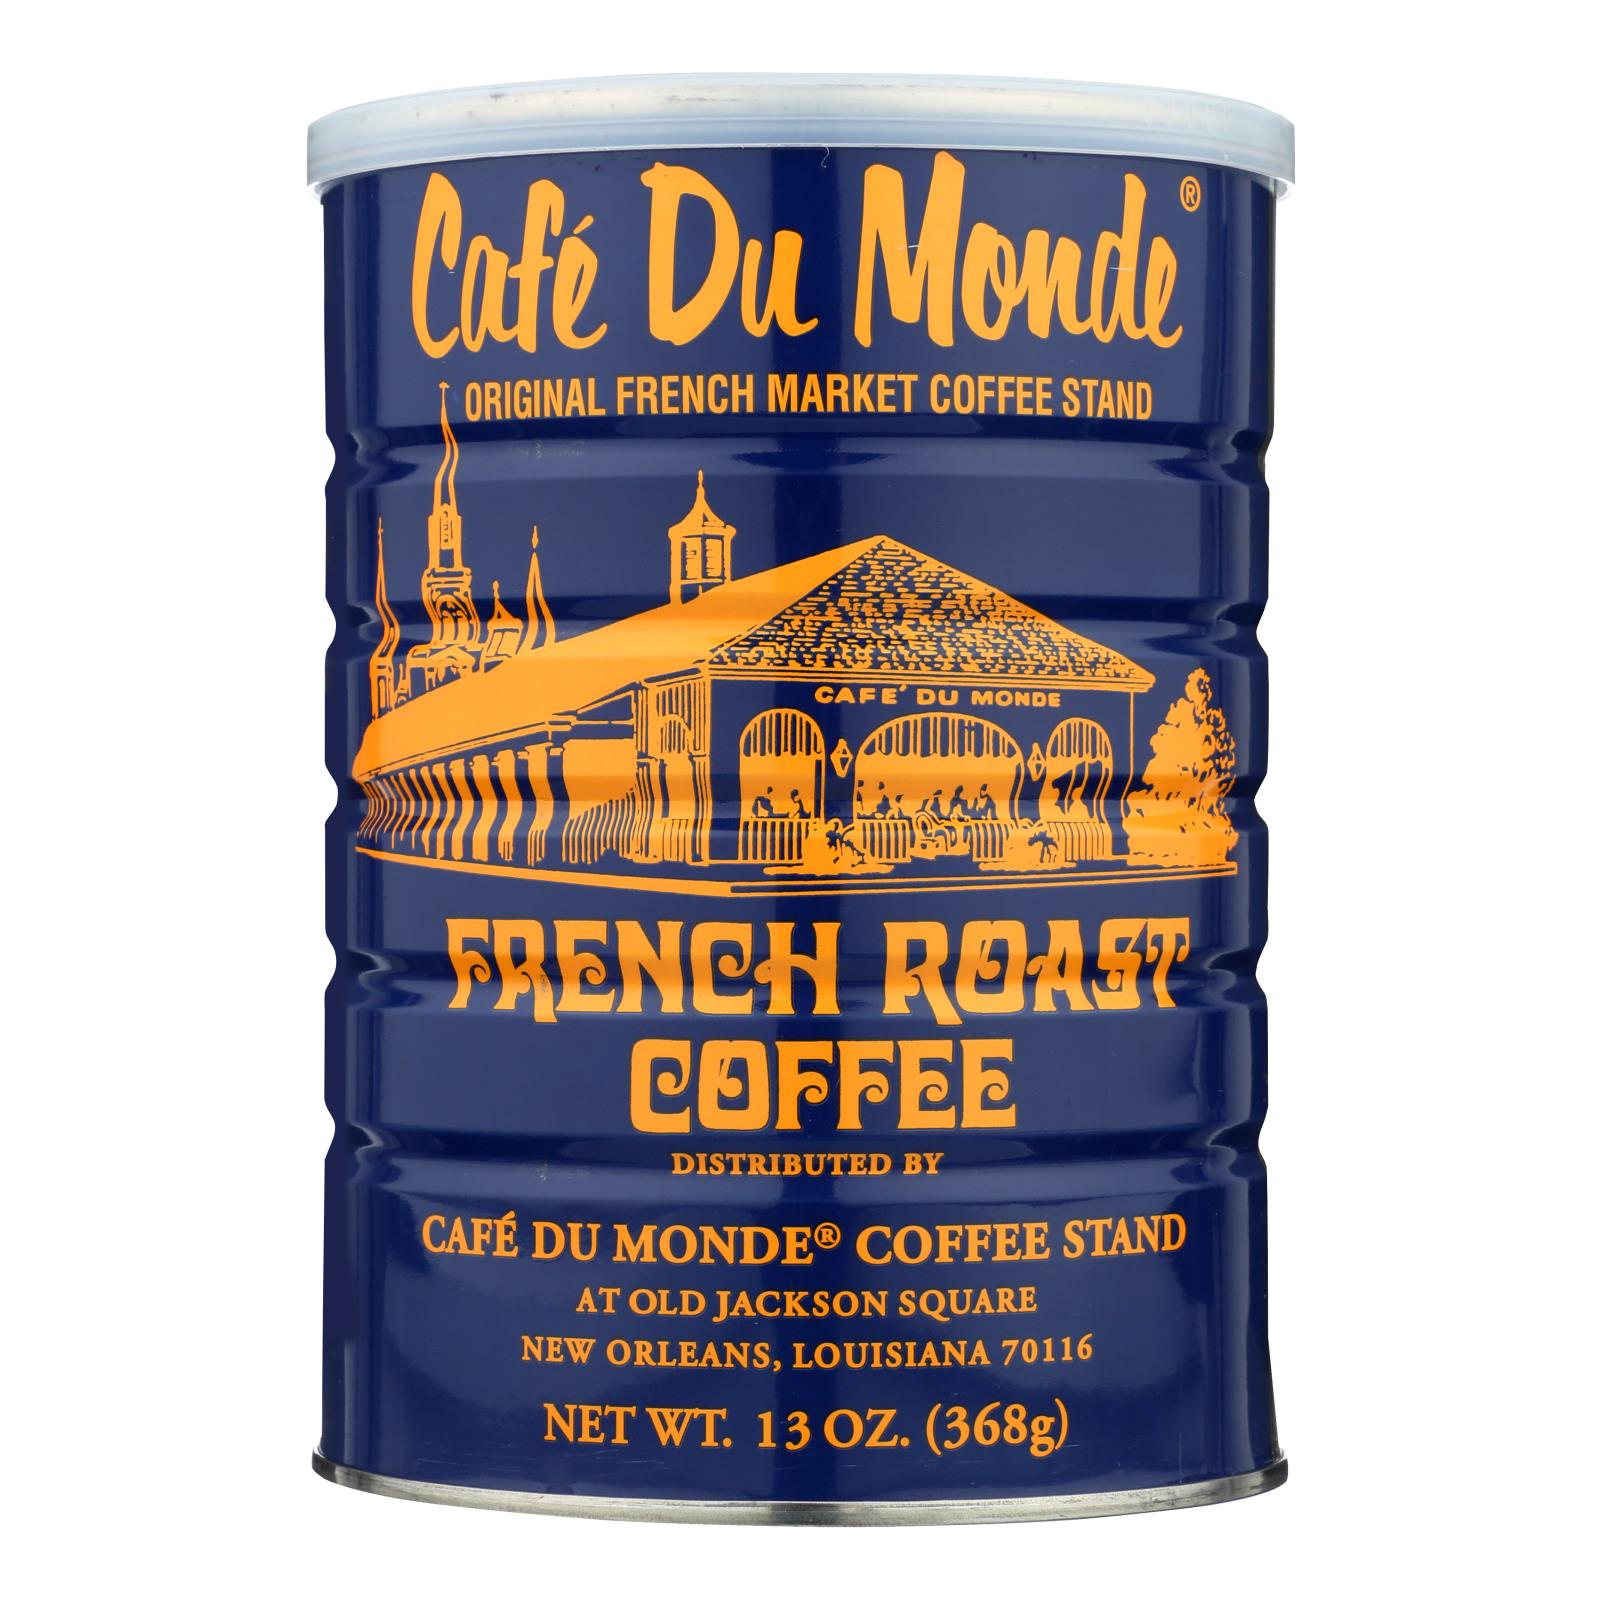 Café Du Monde®
ORIGINAL FRENCH MARKET COFFEE STAND
CAFE' DU MONDE
FRENCH ROAST
COFFEE
DISTRIBUTED BY
CAFÉ DU MONDE® COFFEE STAND
AT OLD JACKSON SQUARE
NEW ORLEANS, LOUISIANA 70116
NET WT. 13 OZ. (368g)